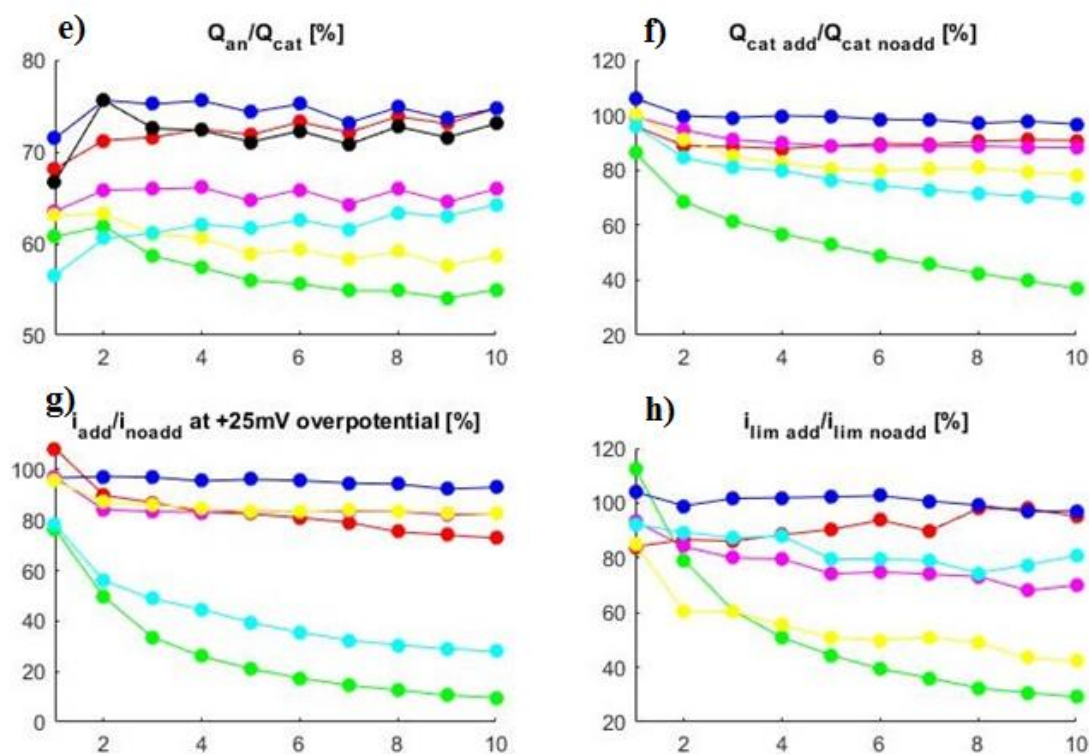 e)
Q_an/Q_cat [%]
80
70
60
50
2 4 6 8 10
f)
Q_cat add/Q_cat noadd [%]
120
100
80
60
40
20
2 4 6 8 10
g)
i_add/i_noadd at +25mV overpotential [%]
100
80
60
40
20
0
2 4 6 8 10
h)
i_lim add/i_lim noadd [%]
120
100
80
60
40
20
2 4 6 8 10